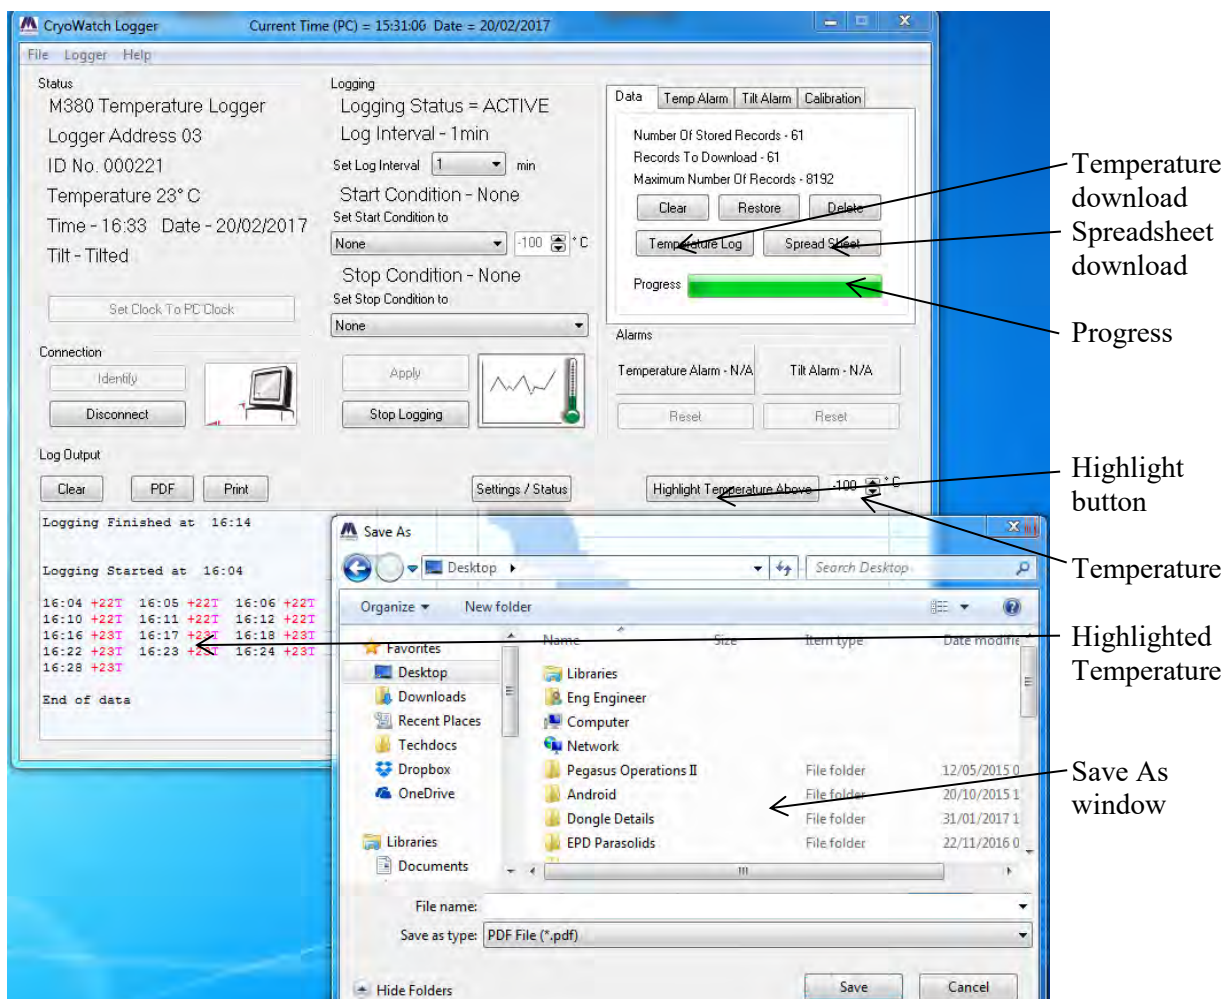 CryoWatch Logger Current Time (PC) = 15:31:06 Date = 20/02/2017
File Logger Help
Status
M380 Temperature Logger
Logger Address 03
ID No. 000221
Temperature 23° C
Time - 16:33 Date - 20/02/2017
Tilt - Tilted
Set Clock To PC Clock
Connection
Identify
Disconnect
Logging
Logging Status = ACTIVE
Log Interval - 1min
Set Log Interval 1 min
Start Condition - None
Set Start Condition to
None -100 ° C
Stop Condition - None
Set Stop Condition to
None
Apply
Stop Logging
Data Temp Alarm Tilt Alarm Calibration
Number Of Stored Records - 61
Records To Download - 61
Maximum Number Of Records - 8192
Clear Restore Delete
Temperature Log Spread Sheet
Progress
Alarms
Temperature Alarm - N/A Tilt Alarm - N/A
Reset Reset
Log Output
Clear PDF Print Settings / Status Highlight Temperature Above -100 ° C
Logging Finished at 16:14
Logging Started at 16:04
16:04 +22T 16:05 +22T 16:06 +22T
16:10 +22T 16:11 +22T 16:12 +22T
16:16 +23T 16:17 +23T 16:18 +23T
16:22 +23T 16:23 +23T 16:24 +23T
16:28 +23T
End of data
Save As
Desktop Search Desktop
Organize New folder
Name Size Item type Date modifie
Favorites
Desktop
Downloads
Recent Places
Techdocs
Dropbox
OneDrive
Libraries
Documents
Libraries
Eng Engineer
Computer
Network
Pegasus Operations II File folder 12/05/2015 0
Android File folder 20/10/2015 1
Dongle Details File folder 31/01/2017 1
EPD Parasolids File folder 22/11/2016 0
File name:
Save as type: PDF File (*.pdf)
Hide Folders Save Cancel
Temperature
download
Spreadsheet
download
Progress
Highlight
button
Temperature
Highlighted
Temperature
Save As
window